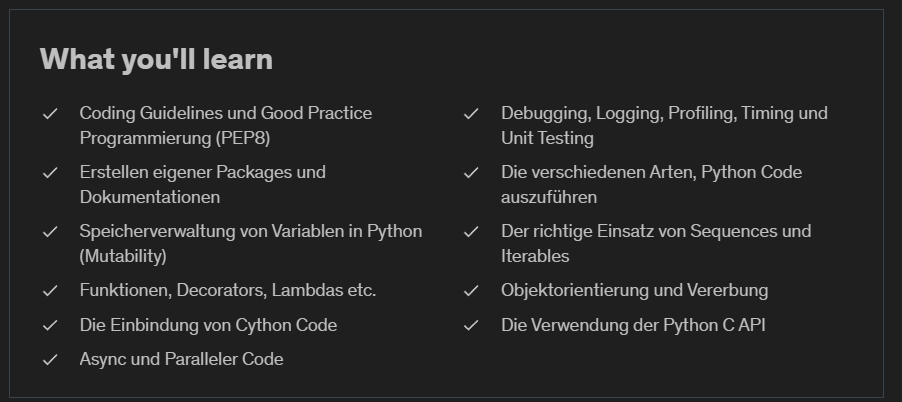 What you'll learn
Coding Guidelines und Good Practice
Programmierung (PEP8)
Erstellen eigener Packages und
Dokumentationen
Speicherverwaltung von Variablen in Python
(Mutability)
Funktionen, Decorators, Lambdas etc.
Die Einbindung von Cython Code
Async und Paralleler Code
Debugging, Logging, Profiling, Timing und
Unit Testing
Die verschiedenen Arten, Python Code
auszuführen
Der richtige Einsatz von Sequences und
Iterables
Objektorientierung und Vererbung
Die Verwendung der Python C API